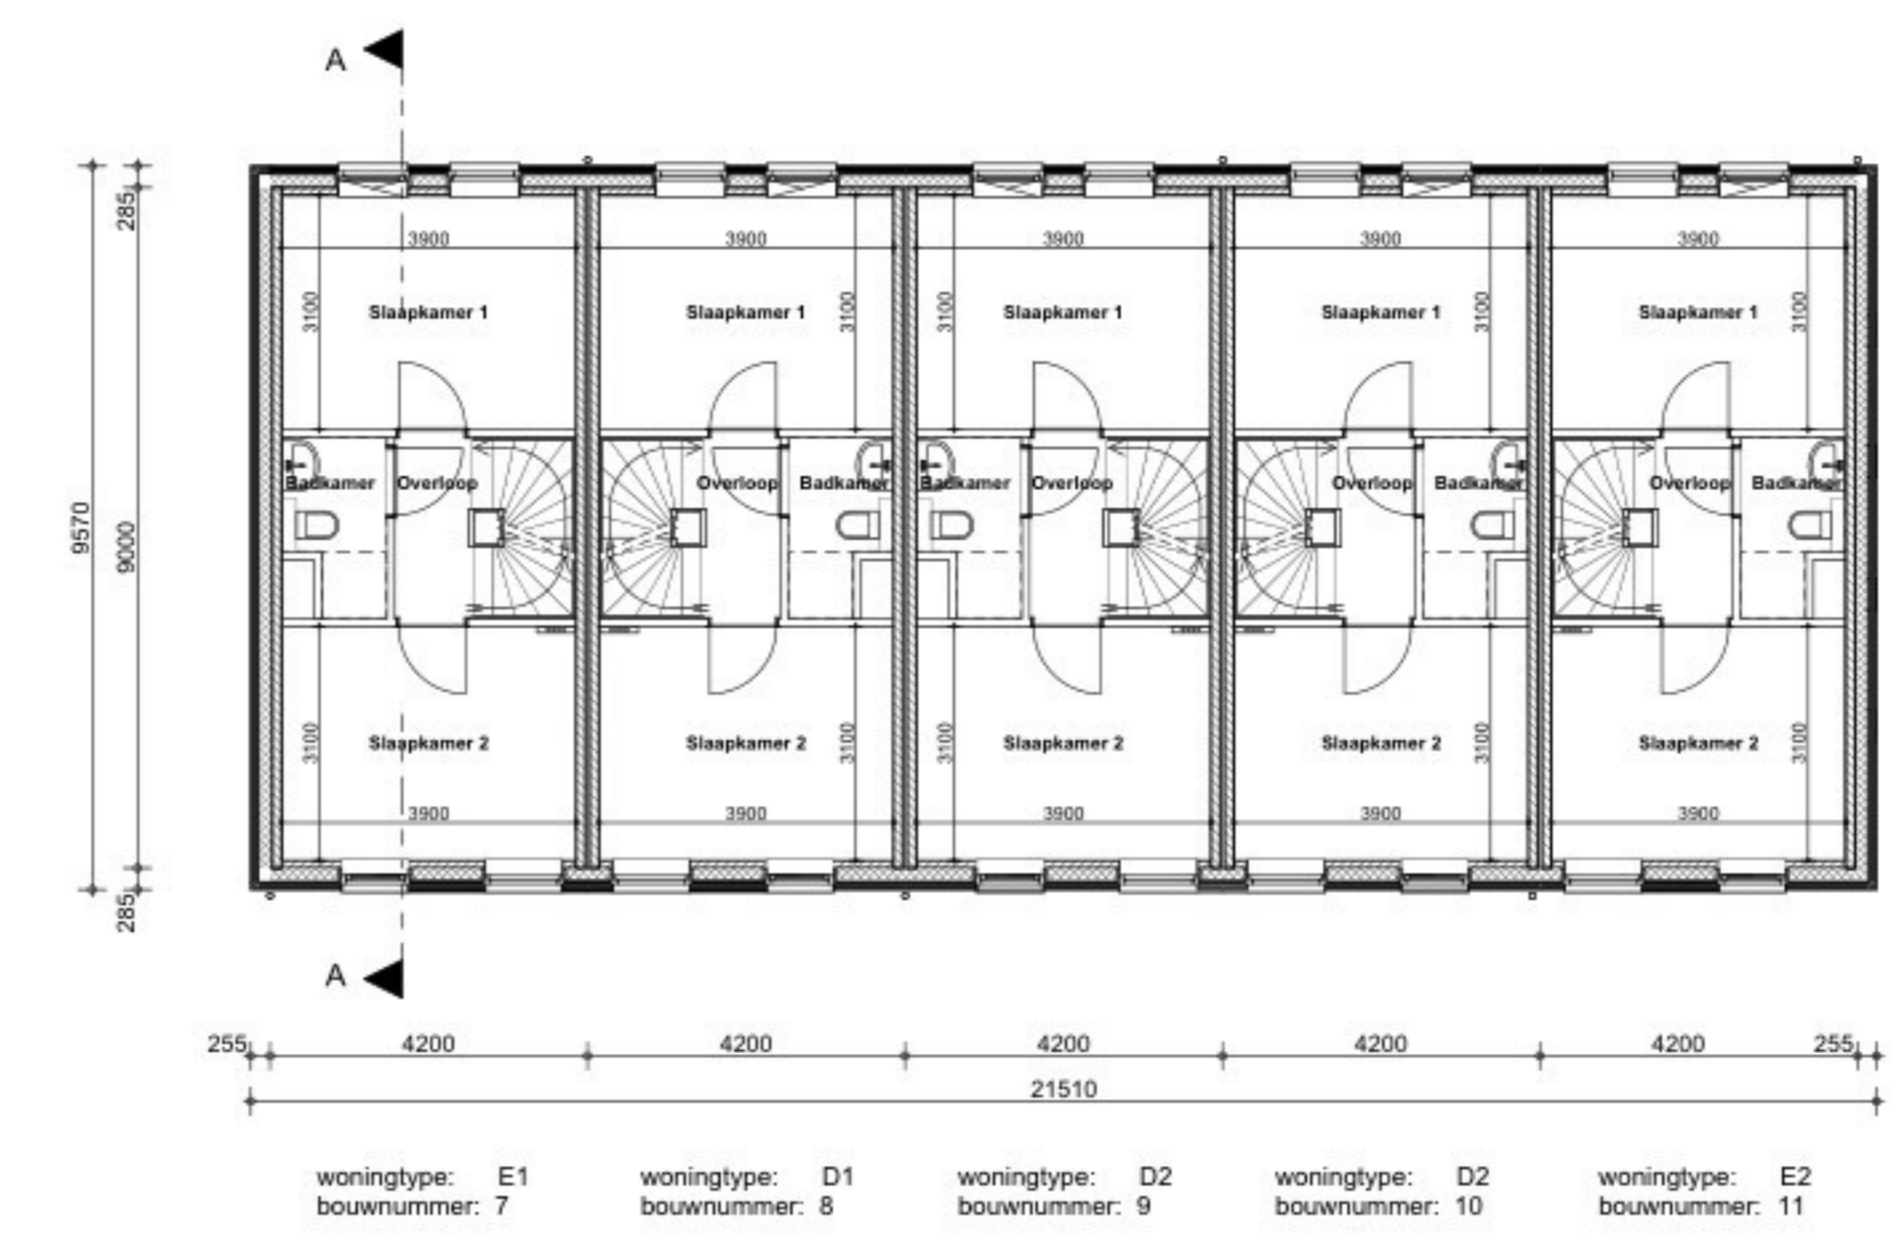 A
285
3900 3900 3900 3900 3900
3100 Slaapkamer 1 Slaapkamer 1 3100 3100 Slaapkamer 1 Slaapkamer 1 3100 Slaapkamer 1 3100
Badkamer Overloop Overloop Badkamer Badkamer Overloop Overloop Badkamer Overloop Badkamer
9570 9000
3100 Slaapkamer 2 Slaapkamer 2 3100 3100 Slaapkamer 2 Slaapkamer 2 3100 Slaapkamer 2 3100
3900 3900 3900 3900 3900
285
A
255 4200 4200 4200 4200 4200 255
21510
woningtype: E1
bouwnummer: 7
woningtype: D1
bouwnummer: 8
woningtype: D2
bouwnummer: 9
woningtype: D2
bouwnummer: 10
woningtype: E2
bouwnummer: 11